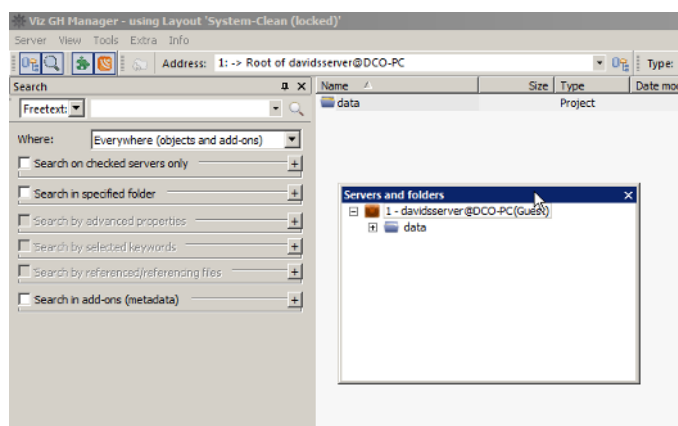 Viz GH Manager - using Layout 'System-Clean (locked)'
Server View Tools Extra Info
Address: 1: -> Root of davidsserver@DCO-PC Type:
Search
Name Size Type Date mo
Freetext:
data Project
Where: Everywhere (objects and add-ons)
Search on checked servers only
Search in specified folder
Search by advanced properties
Search by selected keywords
Search by referenced/referencing files
Search in add-ons (metadata)
Servers and folders
1 - davidsserver@DCO-PC(Guest)
data